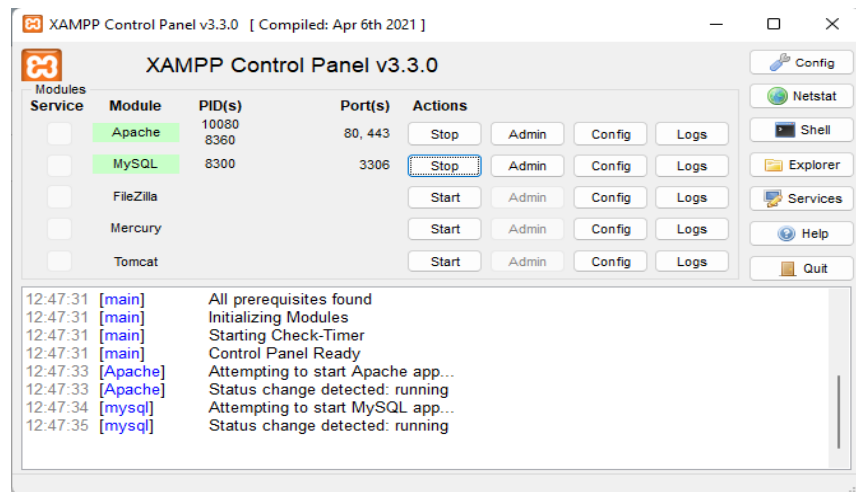 XAMPP Control Panel v3.3.0 [ Compiled: Apr 6th 2021 ]
XAMPP Control Panel v3.3.0
Config
Modules
Service Module PID(s) Port(s) Actions
Netstat
Apache 10080 8360 80, 443 Stop Admin Config Logs
Shell
MySQL 8300 3306 Stop Admin Config Logs
Explorer
FileZilla Start Admin Config Logs
Services
Mercury Start Admin Config Logs
Help
Tomcat Start Admin Config Logs
Quit
12:47:31 [main] All prerequisites found
12:47:31 [main] Initializing Modules
12:47:31 [main] Starting Check-Timer
12:47:31 [main] Control Panel Ready
12:47:33 [Apache] Attempting to start Apache app...
12:47:33 [Apache] Status change detected: running
12:47:34 [mysql] Attempting to start MySQL app...
12:47:35 [mysql] Status change detected: running